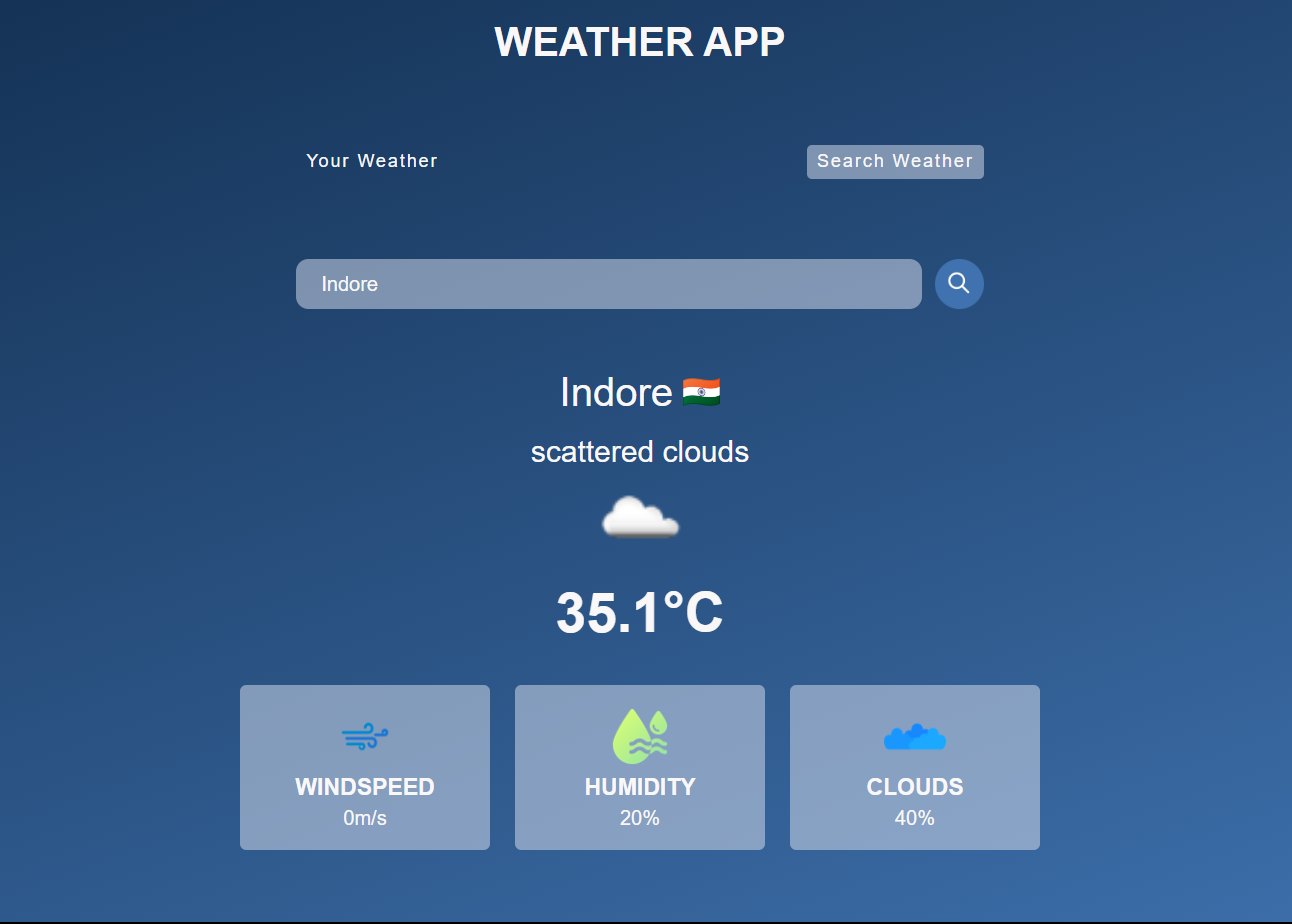 WEATHER APP
Your Weather
Search Weather
Indore
Indore
scattered clouds
35.1°C
WINDSPEED
0m/s
HUMIDITY
20%
CLOUDS
40%